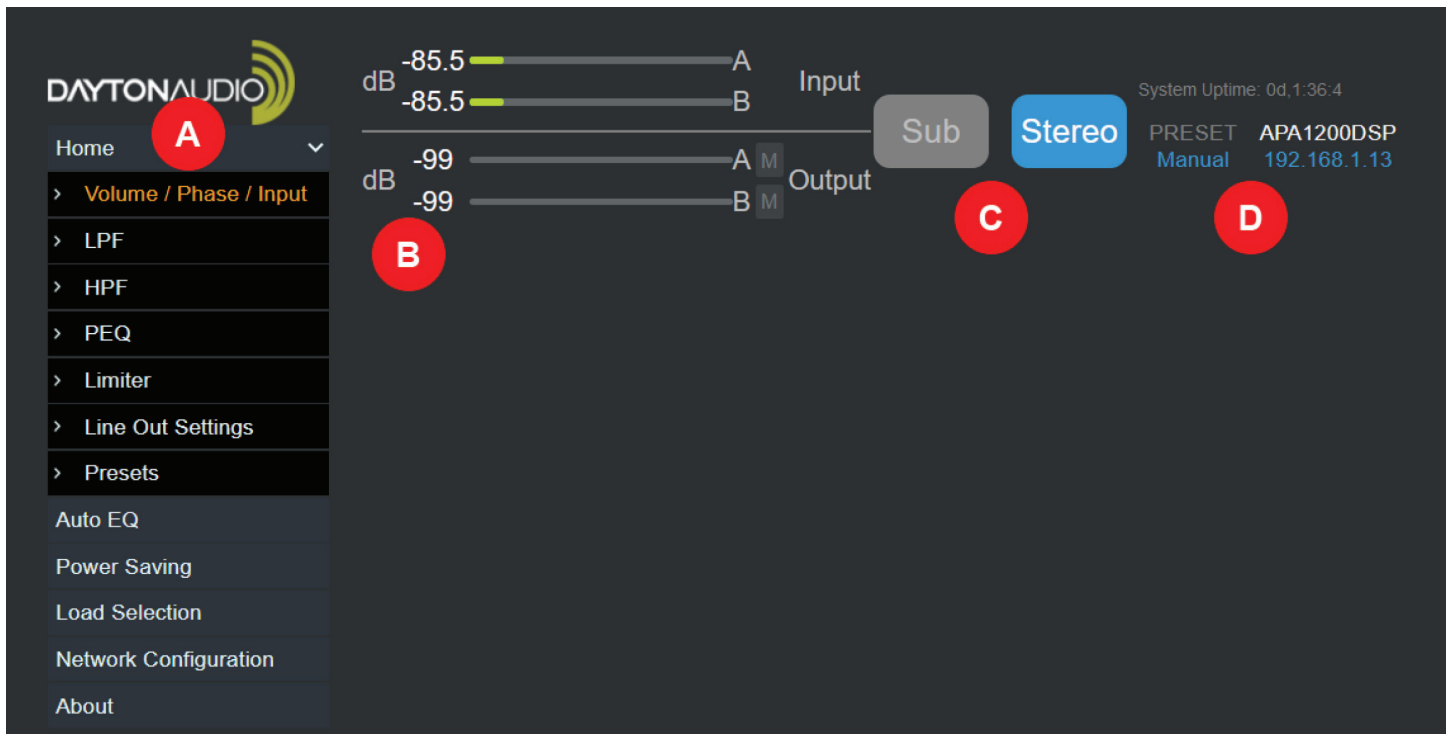 DAYTON AUDIO
A
Home
Volume / Phase / Input
LPF
HPF
PEQ
Limiter
Line Out Settings
Presets
Auto EQ
Power Saving
Load Selection
Network Configuration
About
dB -85.5 A Input
-85.5 B
dB -99 A M Output
-99 B M
B
Sub Stereo
C
System Uptime: 0d,1:36:4
PRESET APA1200DSP
Manual 192.168.1.13
D